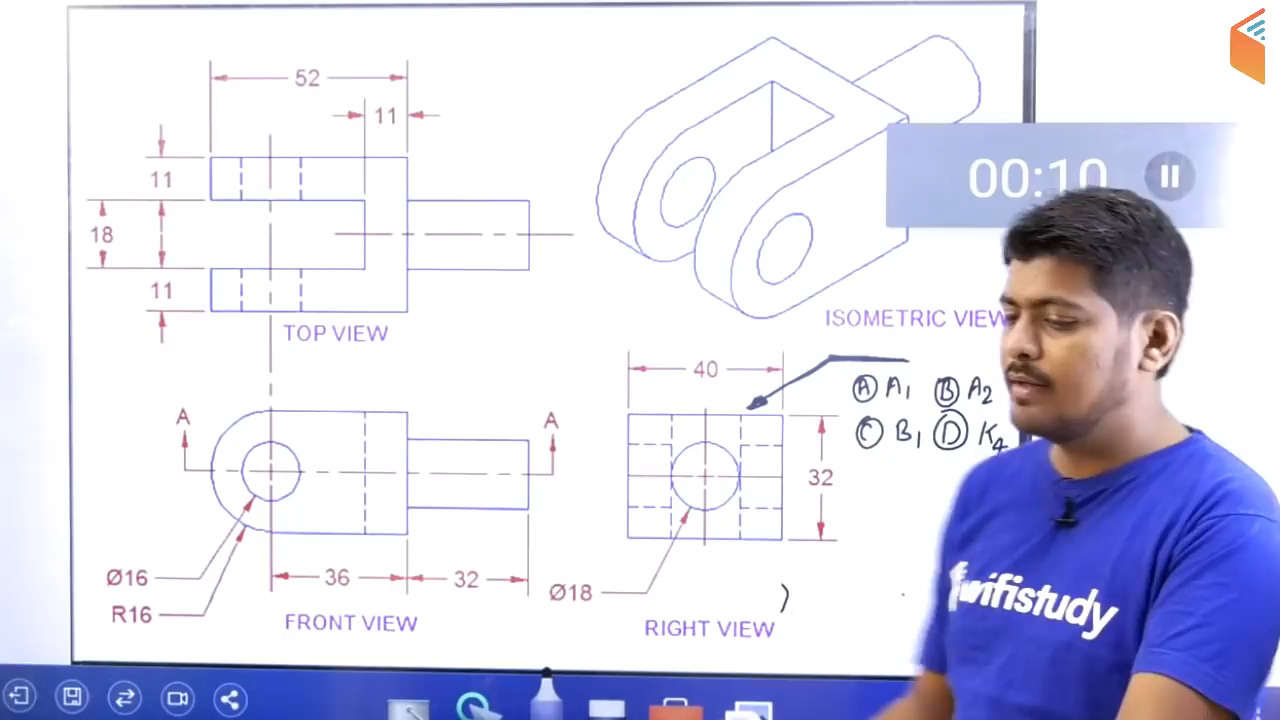 52
11
11
18
11
TOP VIEW
00:10
ISOMETRIC VIEW
40
Ⓐ A1 Ⓑ A2
Ⓒ B1 Ⓓ K4
A
A
32
Ø16
R16
36
32
FRONT VIEW
Ø18
RIGHT VIEW
wifistudy